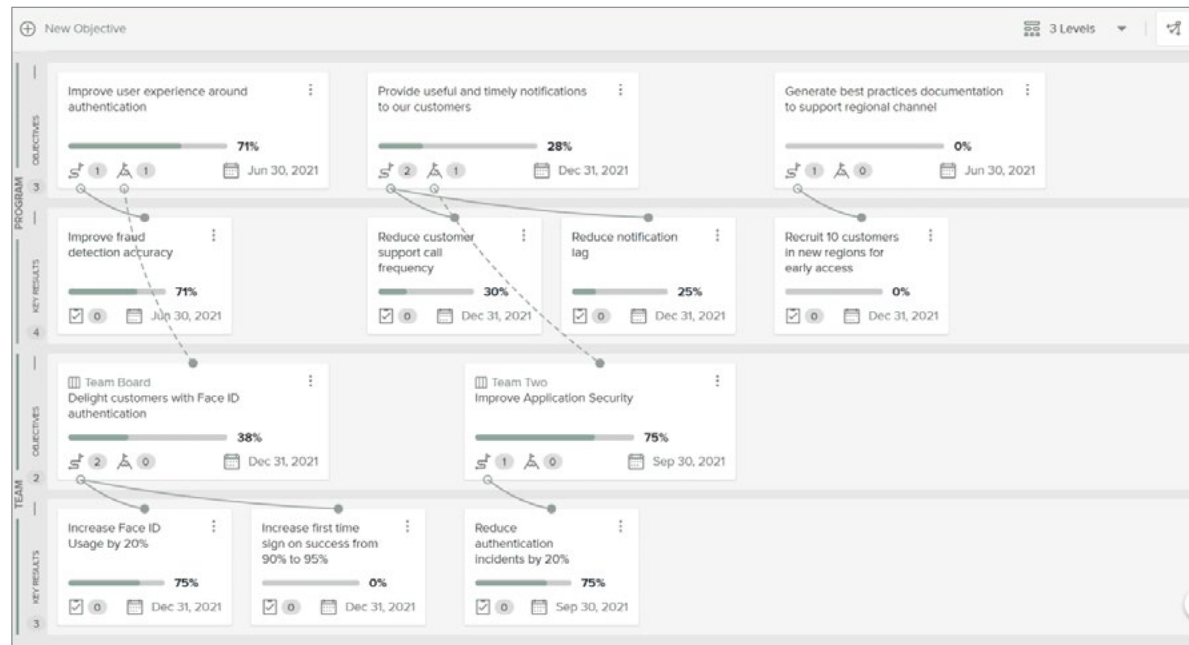 New Objective
3 Levels
PROGRAM
OBJECTIVES
3
Improve user experience around
authentication
71%
1
1
Jun 30, 2021
Provide useful and timely notifications
to our customers
28%
2
1
Dec 31, 2021
Generate best practices documentation
to support regional channel
0%
1
0
Jun 30, 2021
KEY RESULTS
4
Improve fraud
detection accuracy
71%
0
Jun 30, 2021
Reduce customer
support call
frequency
30%
0
Dec 31, 2021
Reduce notification
lag
25%
0
Dec 31, 2021
Recruit 10 customers
in new regions for
early access
0%
0
Dec 31, 2021
TEAM
OBJECTIVES
2
Team Board
Delight customers with Face ID
authentication
38%
2
0
Dec 31, 2021
Team Two
Improve Application Security
75%
1
0
Sep 30, 2021
KEY RESULTS
3
Increase Face ID
Usage by 20%
75%
0
Dec 31, 2021
Increase first time
sign on success from
90% to 95%
0%
0
Dec 31, 2021
Reduce
authentication
incidents by 20%
75%
0
Sep 30, 2021